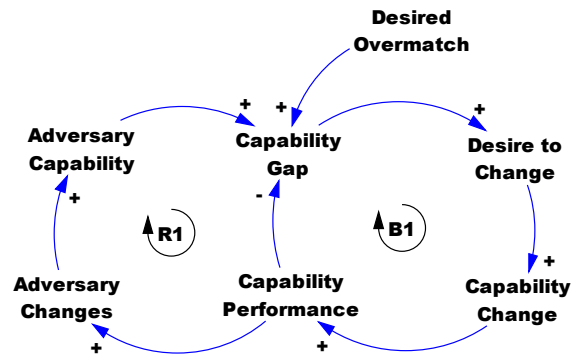 Desired
Overmatch
+
+
+
Adversary
Capability
Capability
Gap
Desire to
Change
+
-
R1
B1
+
Adversary
Changes
Capability
Performance
Capability
Change
+
+